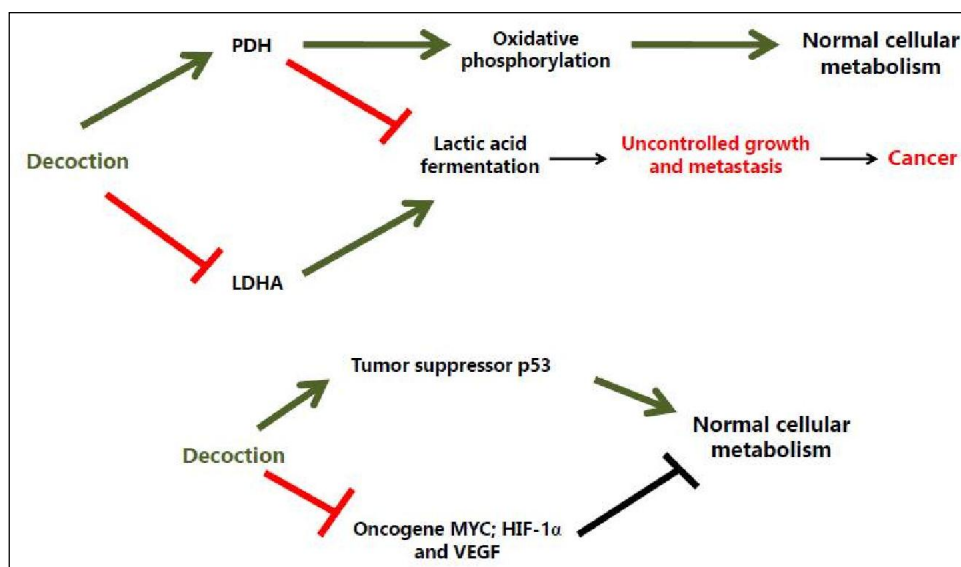 PDH
Oxidative
phosphorylation
Normal cellular
metabolism
Decoction
Lactic acid
fermentation
Uncontrolled growth
and metastasis
Cancer
LDHA
Tumor suppressor p53
Normal cellular
metabolism
Decoction
Oncogene MYC; HIF-1α
and VEGF